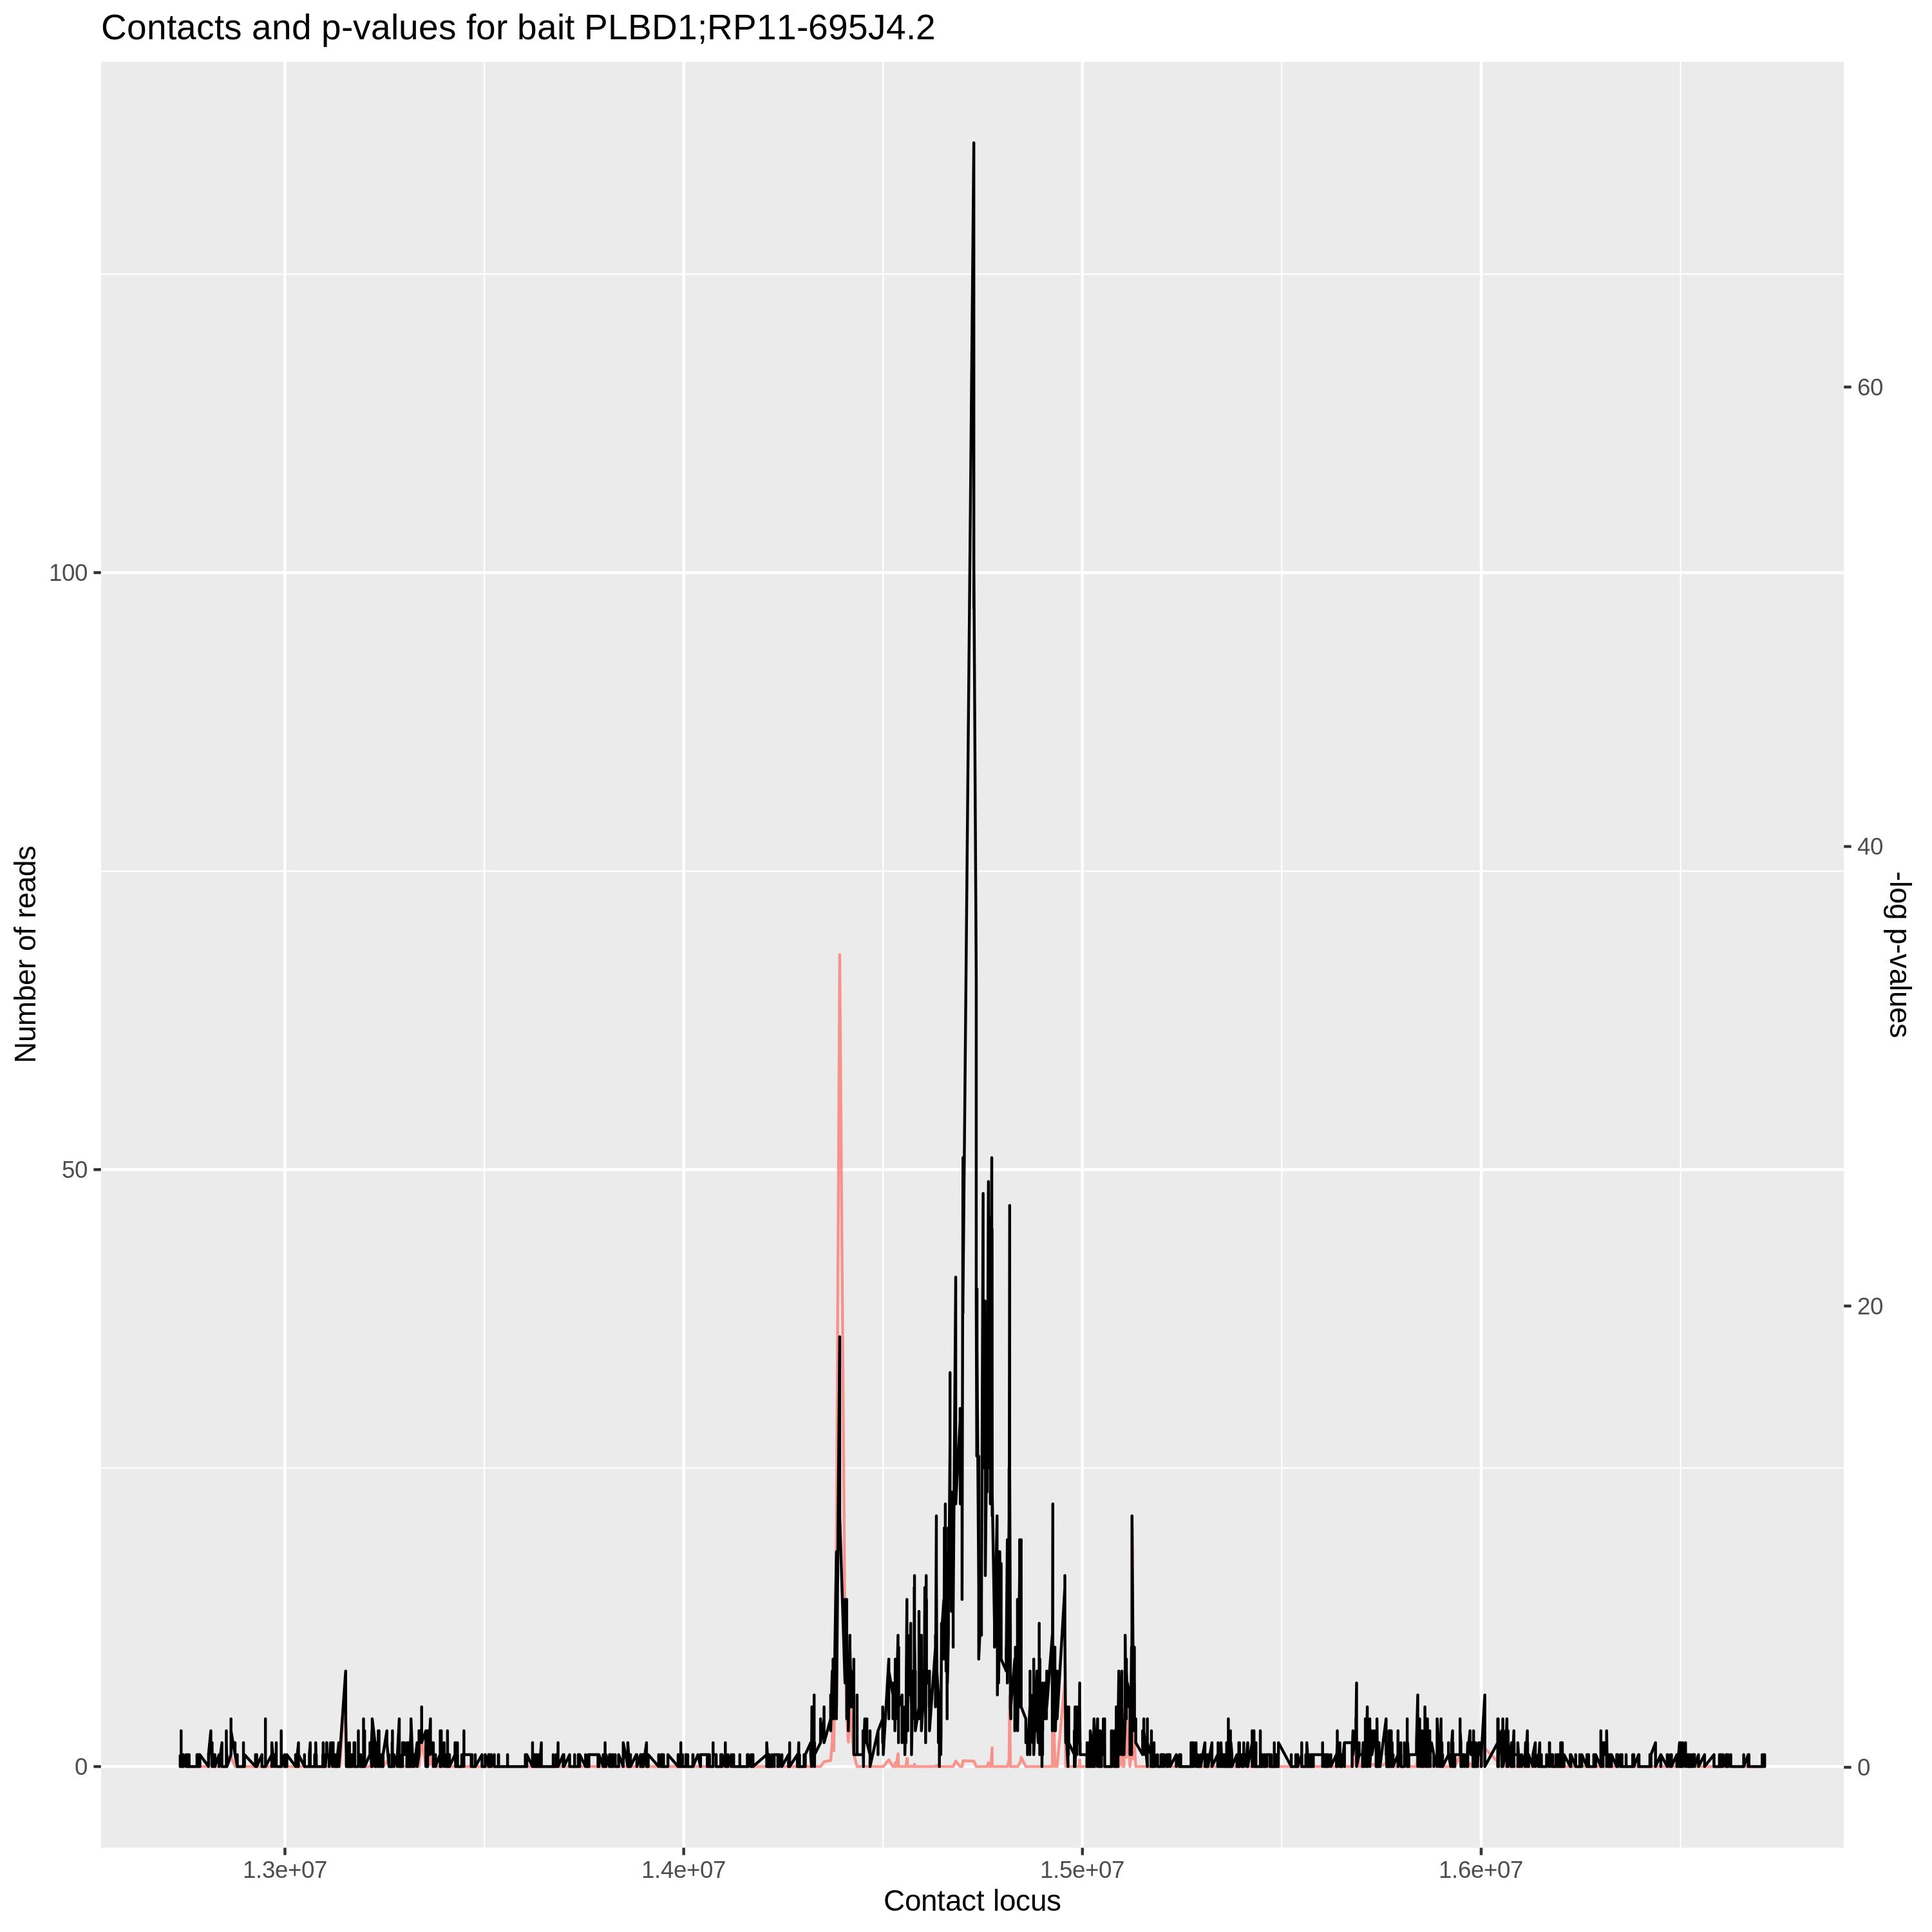 Contacts and p-values for bait PLBD1;RP11-695J4.2
Number of reads
100
50
0
60
40
20
0
-log p-values
1.3e+07
1.4e+07
1.5e+07
1.6e+07
Contact locus